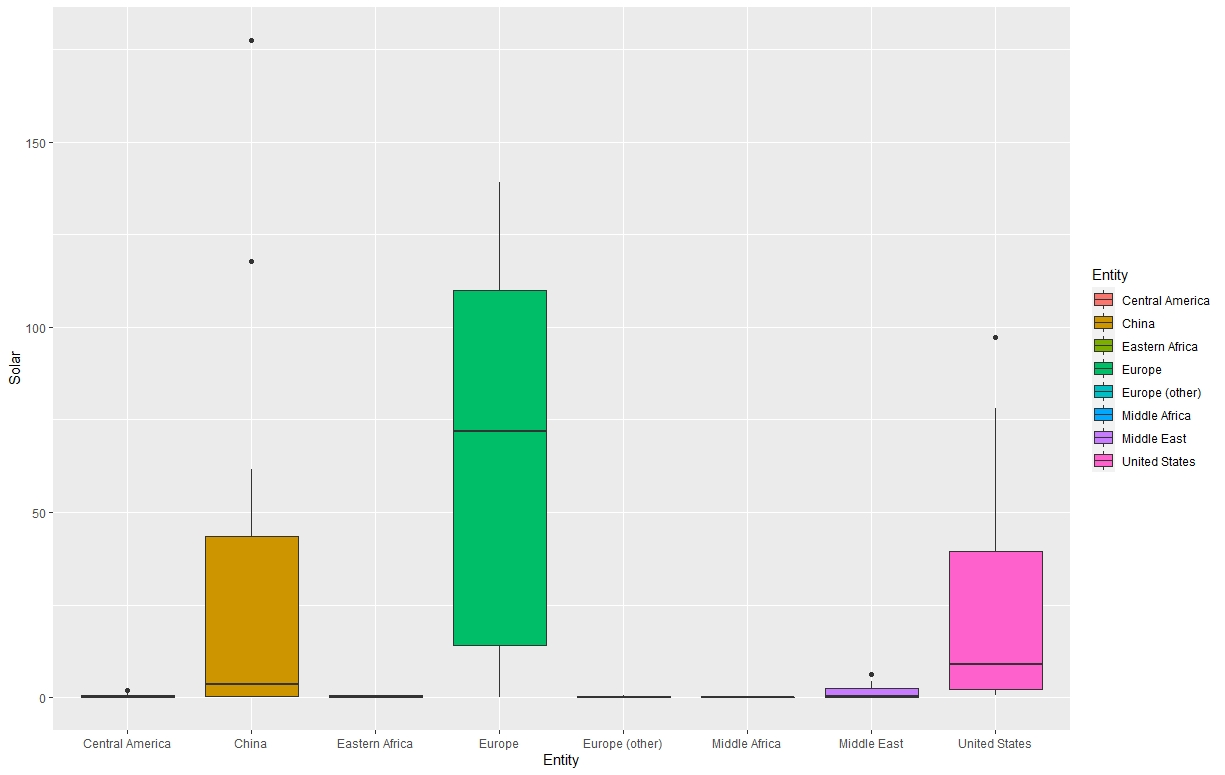 150
100
50
0
Solar
Central America
China
Eastern Africa
Europe
Europe (other)
Middle Africa
Middle East
United States
Entity
Entity
Central America
China
Eastern Africa
Europe
Europe (other)
Middle Africa
Middle East
United States